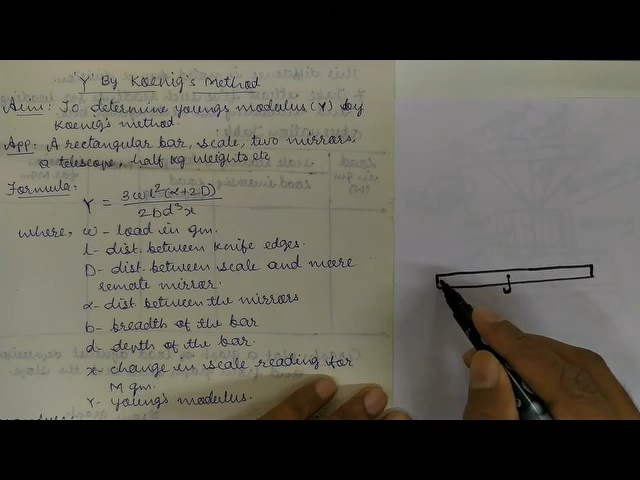 "Y" By Koenig's Method
Aim: To determine youngs modulus (Y) by
Koenig's method.
App: A rectangular bar, scale, two mirrors,
a telescope, half kg weights etc
Formula:
Y = 3ωl²(α+2D) / 2bd³x
where, ω - load in gm.
l - dist. between knife edges.
D - dist. between scale and more
remote mirror.
α - dist between the mirrors
b - breadth of the bar
d - depth of the bar.
x - change in scale reading for
M gm.
Y - young's modulus.